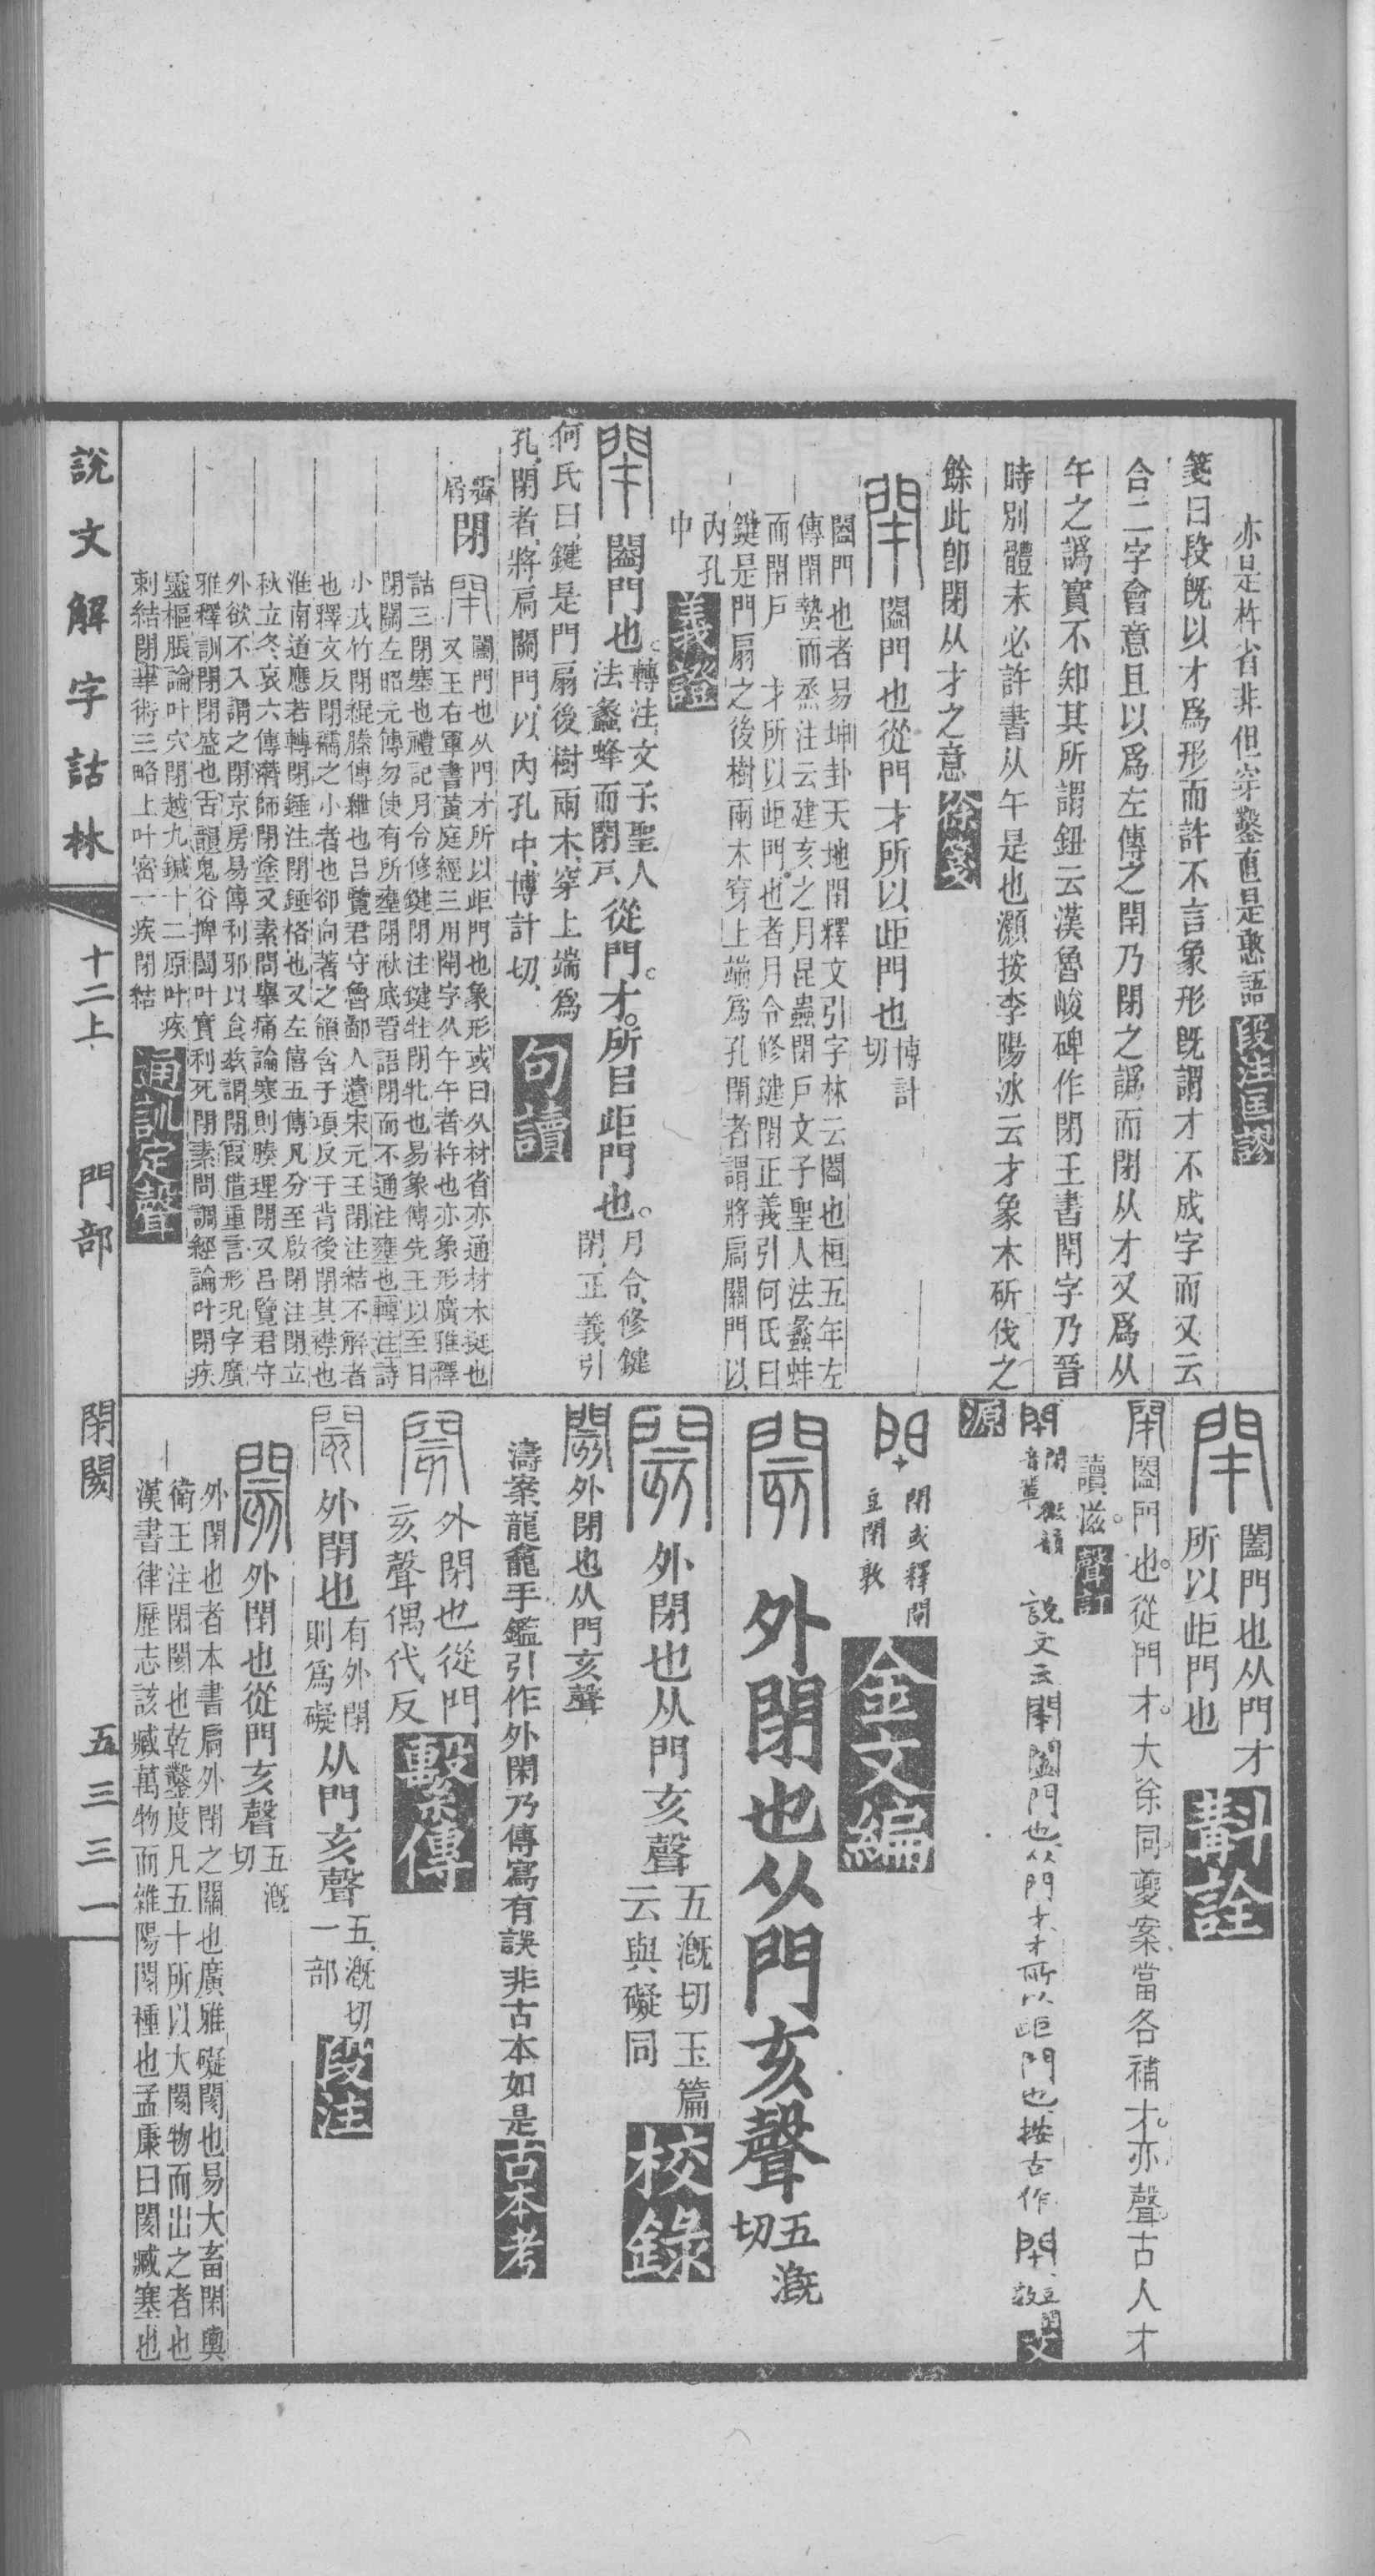 亦是杵省非但穿鑿直是憨語段注匡謬
箋曰段既以才爲形而許不言象形既謂才不成字而又云
合二字會意且以爲左傳之閈乃閉之譌而閉从才又爲从
午之譌實不知其所謂鈕云漢魯峻碑作閉王書閈字乃晉
時別體未必許書从午是也灝按李陽冰云才象木斫伐之
餘此卽閉从才之意徐箋
闔門也從門才所以歫門也博計切
闔門也者易坤卦天地閉釋文引字林云闔也桓五年左
傳閉蟄而烝注云建亥之月昆蟲閉戶文子聖人法蠡蚌
而閉戶 才所以歫門也者月令修鍵閉正義引何氏曰
鍵是門扇之後樹兩木穿上端爲孔閉者謂將扃關門以
內孔中義證
闔門也轉注文子聖人法蠡蜂而閉戶從門。才。所㠯歫門也。月令修鍵閉正義引
何氏曰鍵是門扇後樹兩木穿上端爲
孔閉者將扃關門以內孔中博計切句讀
霽屑
閉
闔門也从門才所以歫門也象形或曰从材省亦通材木挺也
又王右軍書黃庭經三用閈字从午午者杵也亦象形廣雅釋
詁三閉塞也禮記月令修鍵閉注鍵牡閉牝也易象傳先王以至日
閉關左昭元傳勿使有所壅閉湫底晉語閉而不通注壅也轉注詩
小戎竹閉緄縢傳紲也呂覽君守魯鄙人遺宋元王閉注結不解者
也釋文反閉襦之小者也卻向著之領含于項反于背後閉其襟也
淮南道應若轉閉錘注閉錘格也又左僖五傳凡分至啟閉注閉立
秋立冬哀六傳潛師閉塗又素問舉痛論寒則腠理閉又呂覽君守
外欲不入謂之閉京房易傳利邪以食茲謂閉叚借重言形況字廣
雅釋訓閉閉盛也古韻鬼谷捭闔叶實利死閉素問調經論叶閉疾
靈樞脹論叶穴閉越九鍼十二原叶疾
刺結閉畢術三略上叶密一疾閉結通訓定聲
闔門也从門才
所以歫門也斠詮
闔門也。從門才。大徐同夔案當各補才。亦聲。古人才
讀滋。聲訂
說文云閉闔門也从門才才所以歫門也按古作閈豆閉敦文
源
閉或釋閘
豆閉敦
金文編
外閉也从門亥聲五漑切
外閉也从門亥聲五漑切玉篇云與礙同校錄
閡外閉也从門亥聲
濤案龍龕手鑑引作外閑乃傳寫有誤非古本如是古本考
外閉也從門
亥聲偶代反繫傳
外閉也有外閉則爲礙从門亥聲五漑切一部段注
外閉也從門亥聲五漑切
外閉也者本書扃外閉之關也廣雅礙閡也易大畜閑輿
衛王注閑閡也乾鑿度凡五十所以大閡物而出之者也
漢書律歷志該臧萬物而雜陽閡種也孟康曰閡臧塞也
說文解字詁林 十二上 門部 閉閡 五三三一